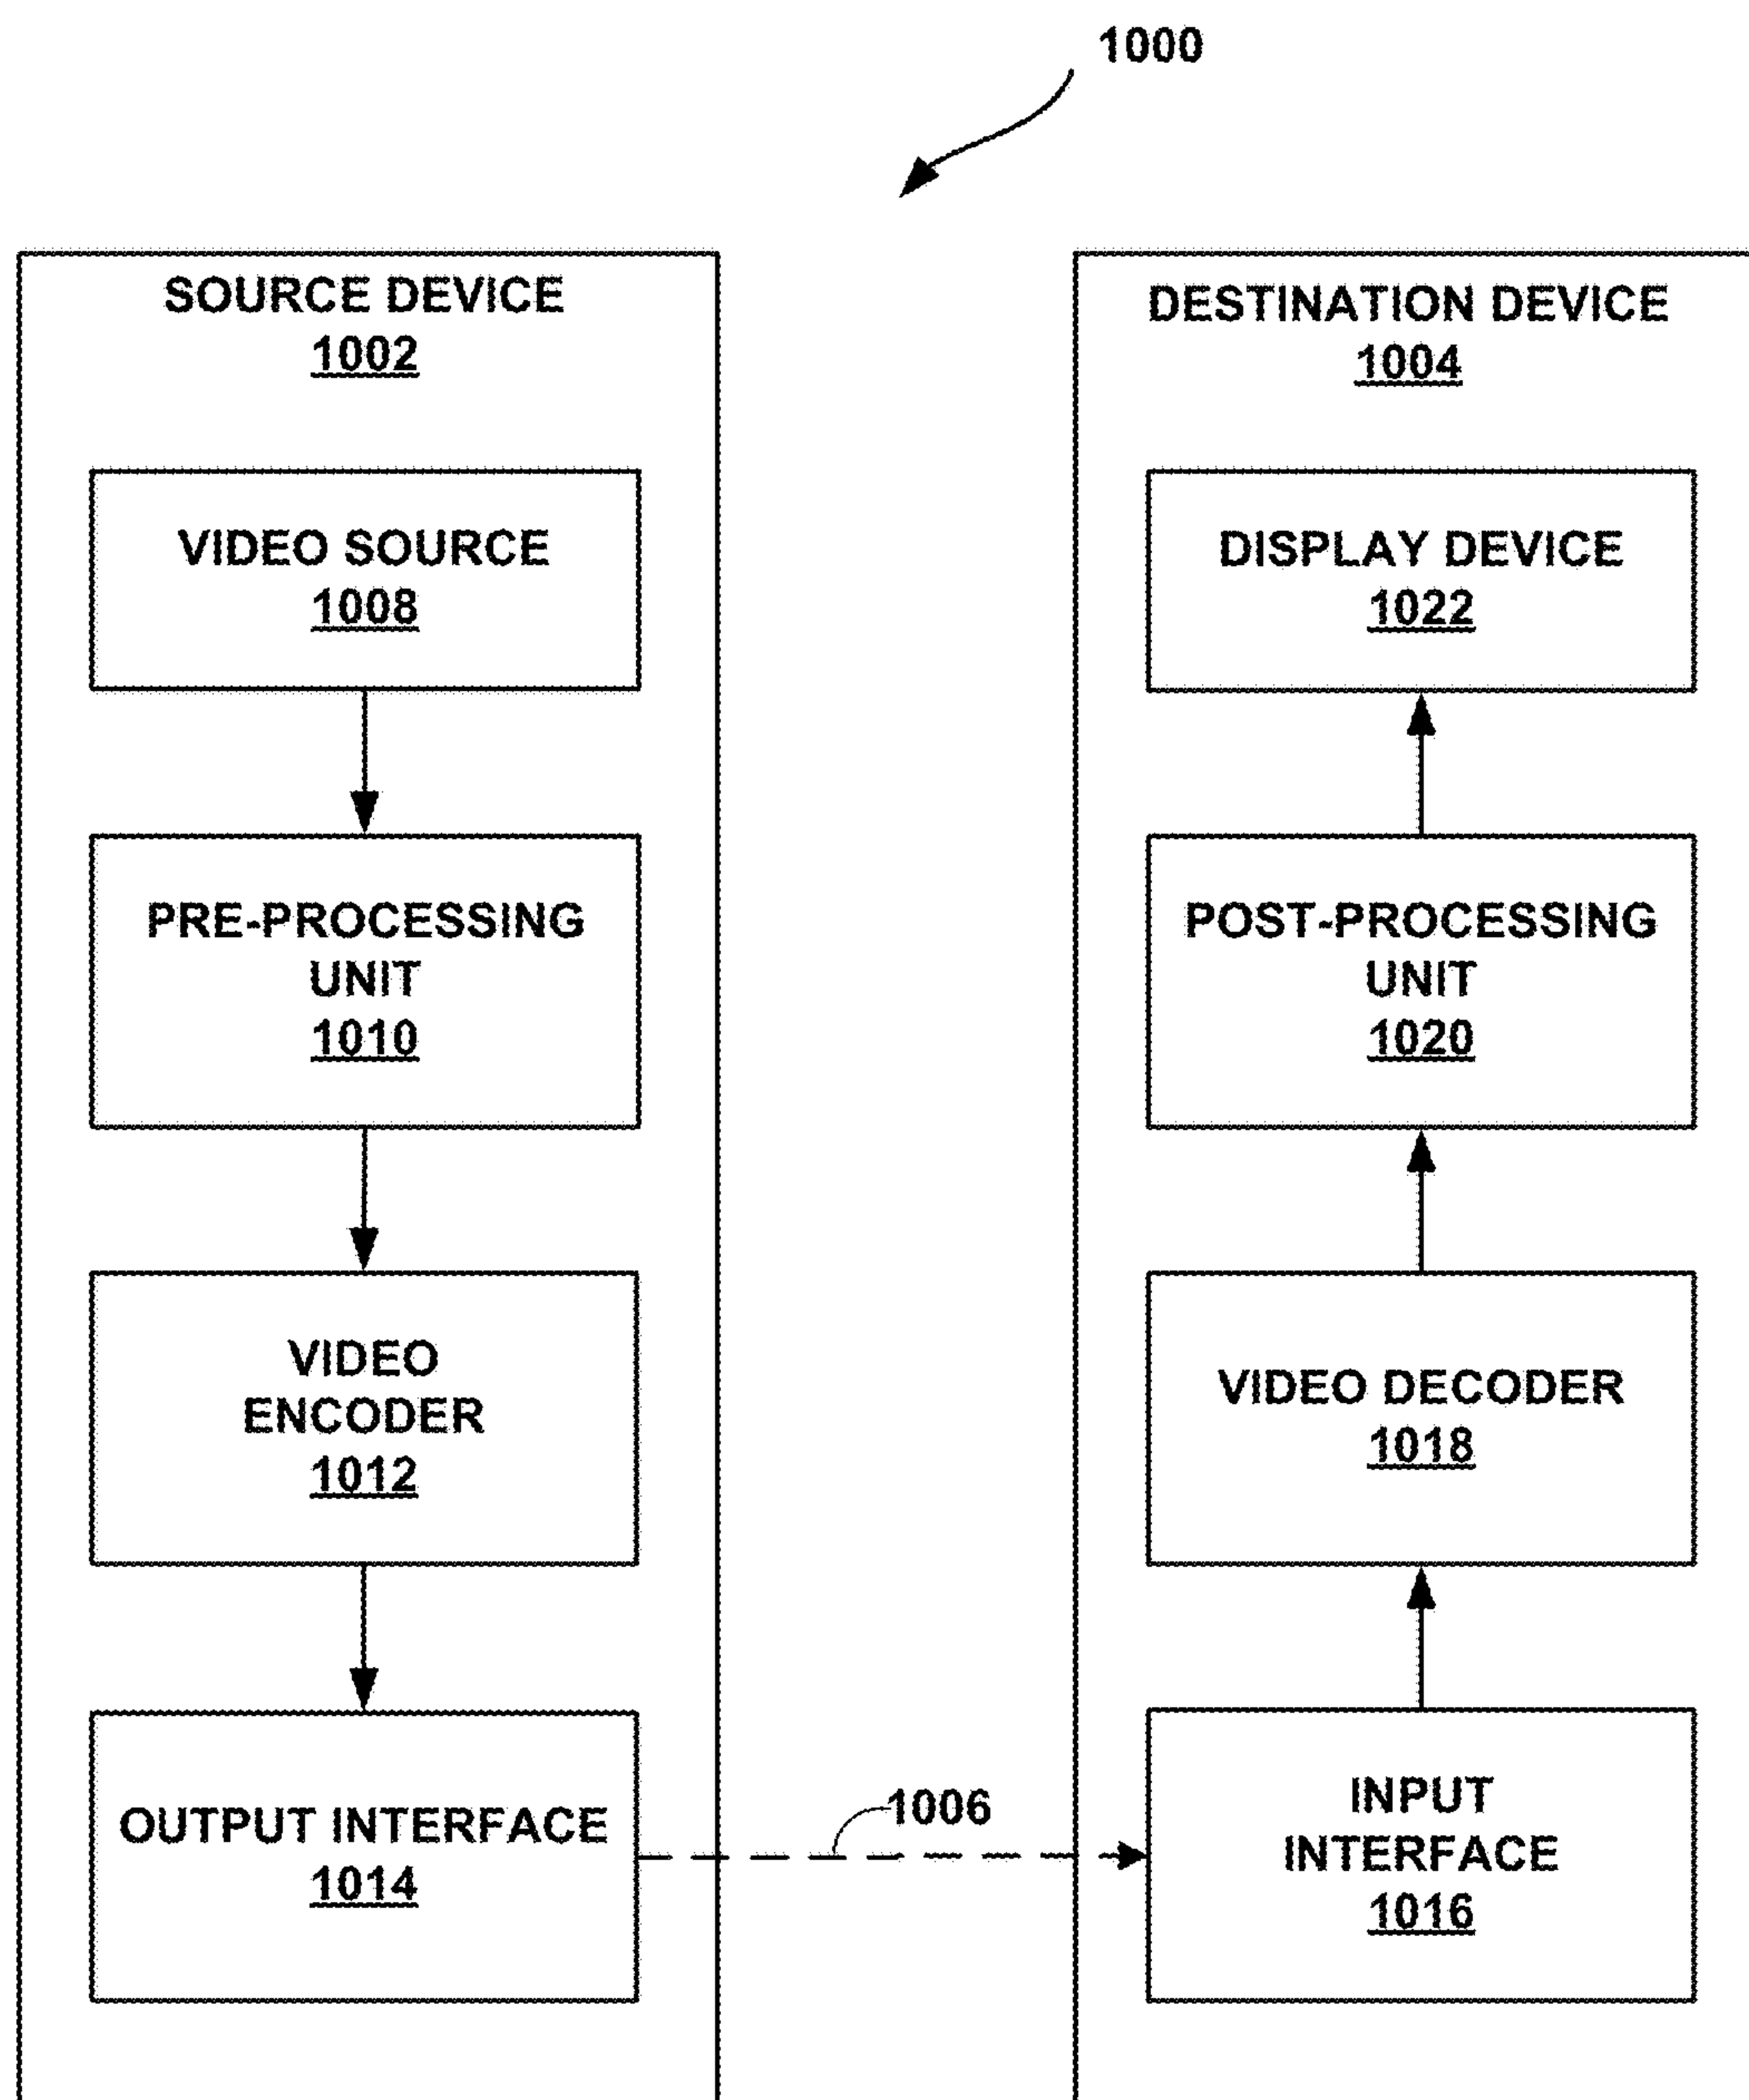 1000
SOURCE DEVICE
1002
VIDEO SOURCE
1008
PRE-PROCESSING
UNIT
1010
VIDEO
ENCODER
1012
OUTPUT INTERFACE
1014
1006
DESTINATION DEVICE
1004
DISPLAY DEVICE
1022
POST-PROCESSING
UNIT
1020
VIDEO DECODER
1018
INPUT
INTERFACE
1016